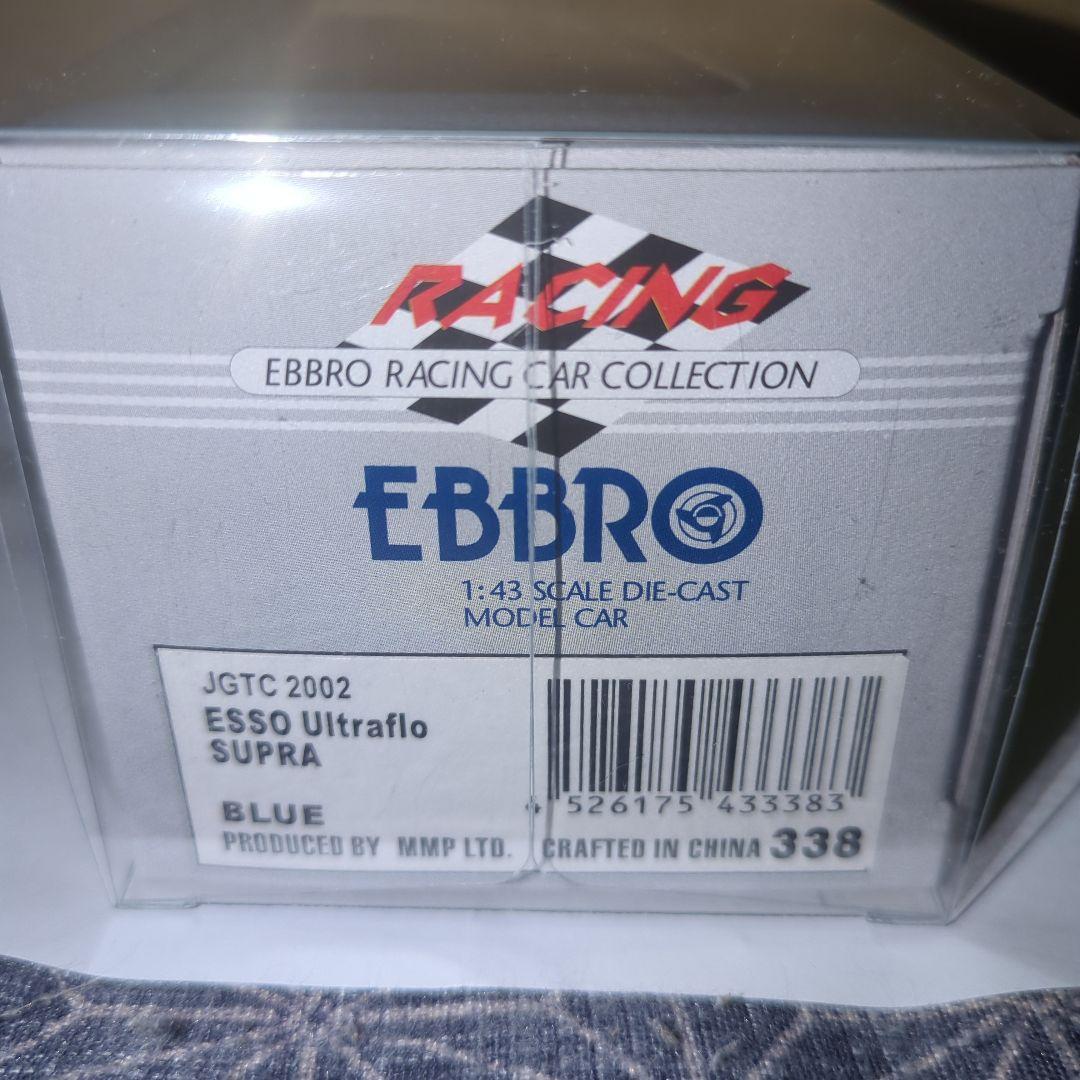 RACING
EBBRO RACING CAR COLLECTION
EBBRO
1:43 SCALE DIE-CAST
MODEL CAR
JGTC 2002
ESSO Ultraflo
SUPRA
BLUE
4 526175 433383
PRODUCED BY MMP LTD. CRAFTED IN CHINA 338